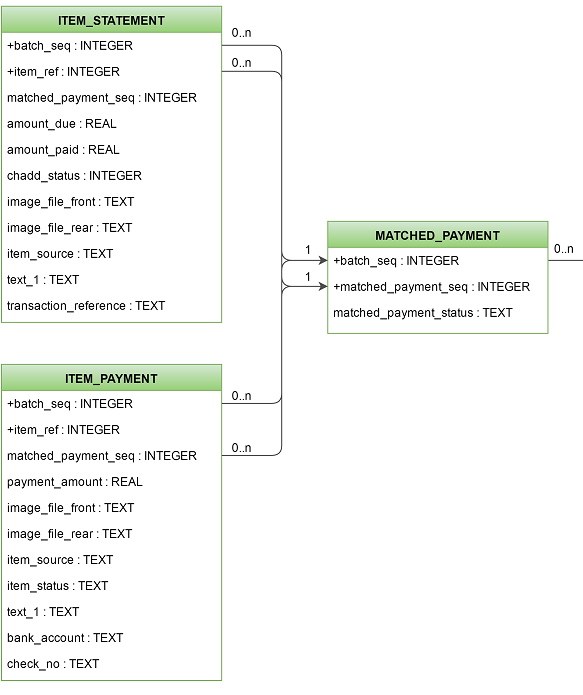 ITEM_STATEMENT
+batch_seq : INTEGER
+item_ref : INTEGER
matched_payment_seq : INTEGER
amount_due : REAL
amount_paid : REAL
chadd_status : INTEGER
image_file_front : TEXT
image_file_rear : TEXT
item_source : TEXT
text_1 : TEXT
transaction_reference : TEXT
0..n
0..n
1
1
MATCHED_PAYMENT
+batch_seq : INTEGER
+matched_payment_seq : INTEGER
matched_payment_status : TEXT
0..n
ITEM_PAYMENT
+batch_seq : INTEGER
+item_ref : INTEGER
matched_payment_seq : INTEGER
payment_amount : REAL
image_file_front : TEXT
image_file_rear : TEXT
item_source : TEXT
item_status : TEXT
text_1 : TEXT
bank_account : TEXT
check_no : TEXT
0..n
0..n